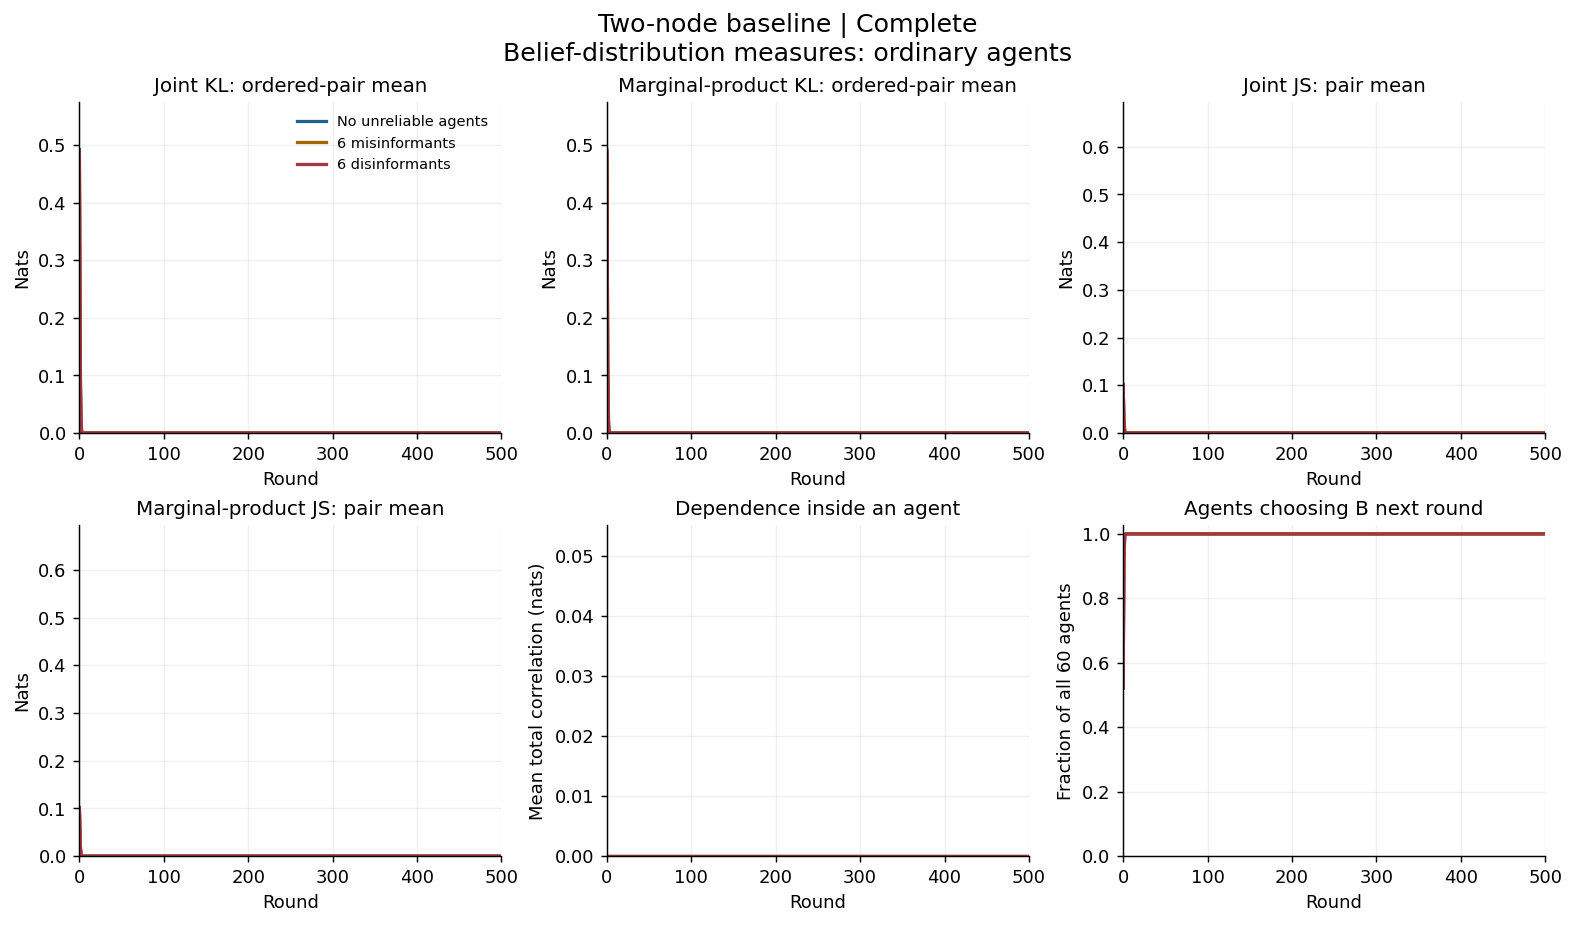 Two-node baseline | Complete
Belief-distribution measures: ordinary agents
Joint KL: ordered-pair mean
No unreliable agents
6 misinformants
6 disinformants
Nats
0.5
0.4
0.3
0.2
0.1
0.0
0 100 200 300 400 500
Round
Marginal-product KL: ordered-pair mean
Nats
0.5
0.4
0.3
0.2
0.1
0.0
0 100 200 300 400 500
Round
Joint JS: pair mean
Nats
0.6
0.5
0.4
0.3
0.2
0.1
0.0
0 100 200 300 400 500
Round
Marginal-product JS: pair mean
Nats
0.6
0.5
0.4
0.3
0.2
0.1
0.0
0 100 200 300 400 500
Round
Dependence inside an agent
Mean total correlation (nats)
0.05
0.04
0.03
0.02
0.01
0.00
0 100 200 300 400 500
Round
Agents choosing B next round
Fraction of all 60 agents
1.0
0.8
0.6
0.4
0.2
0.0
0 100 200 300 400 500
Round